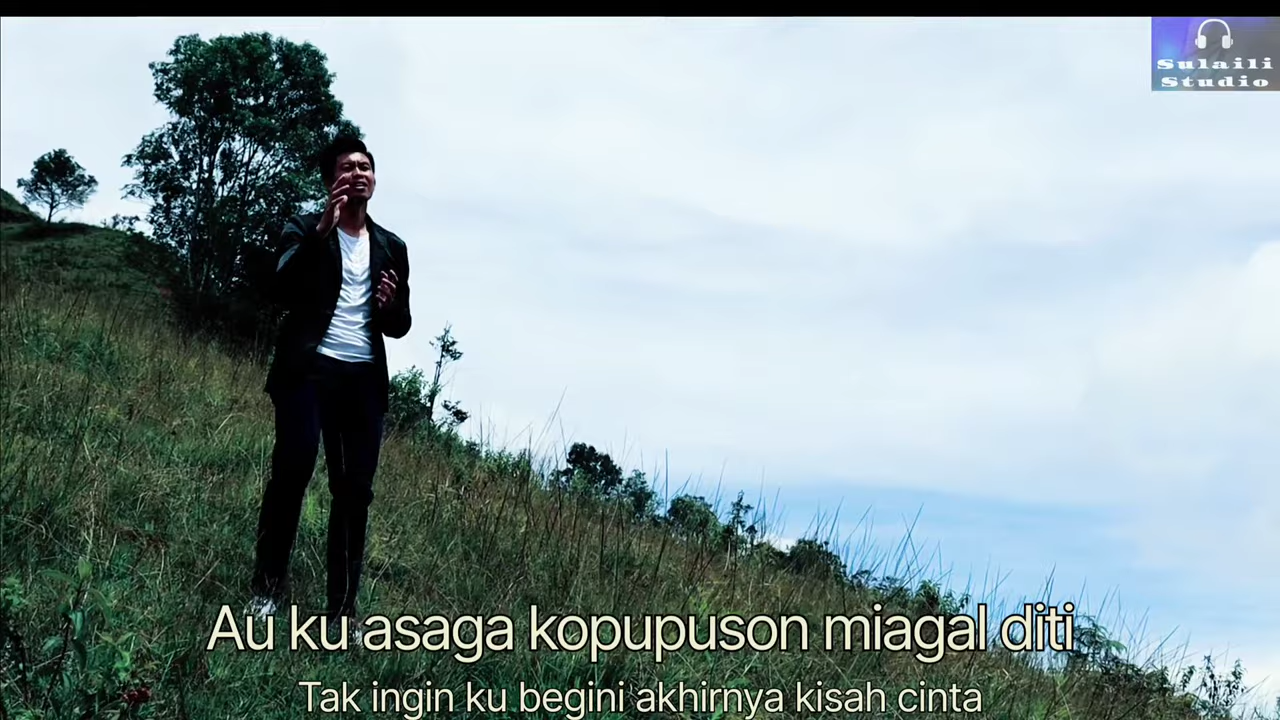 Sulaili
Studio
Au ku asaga kopupuson miagal diti
Tak ingin ku begini akhirnya kisah cinta